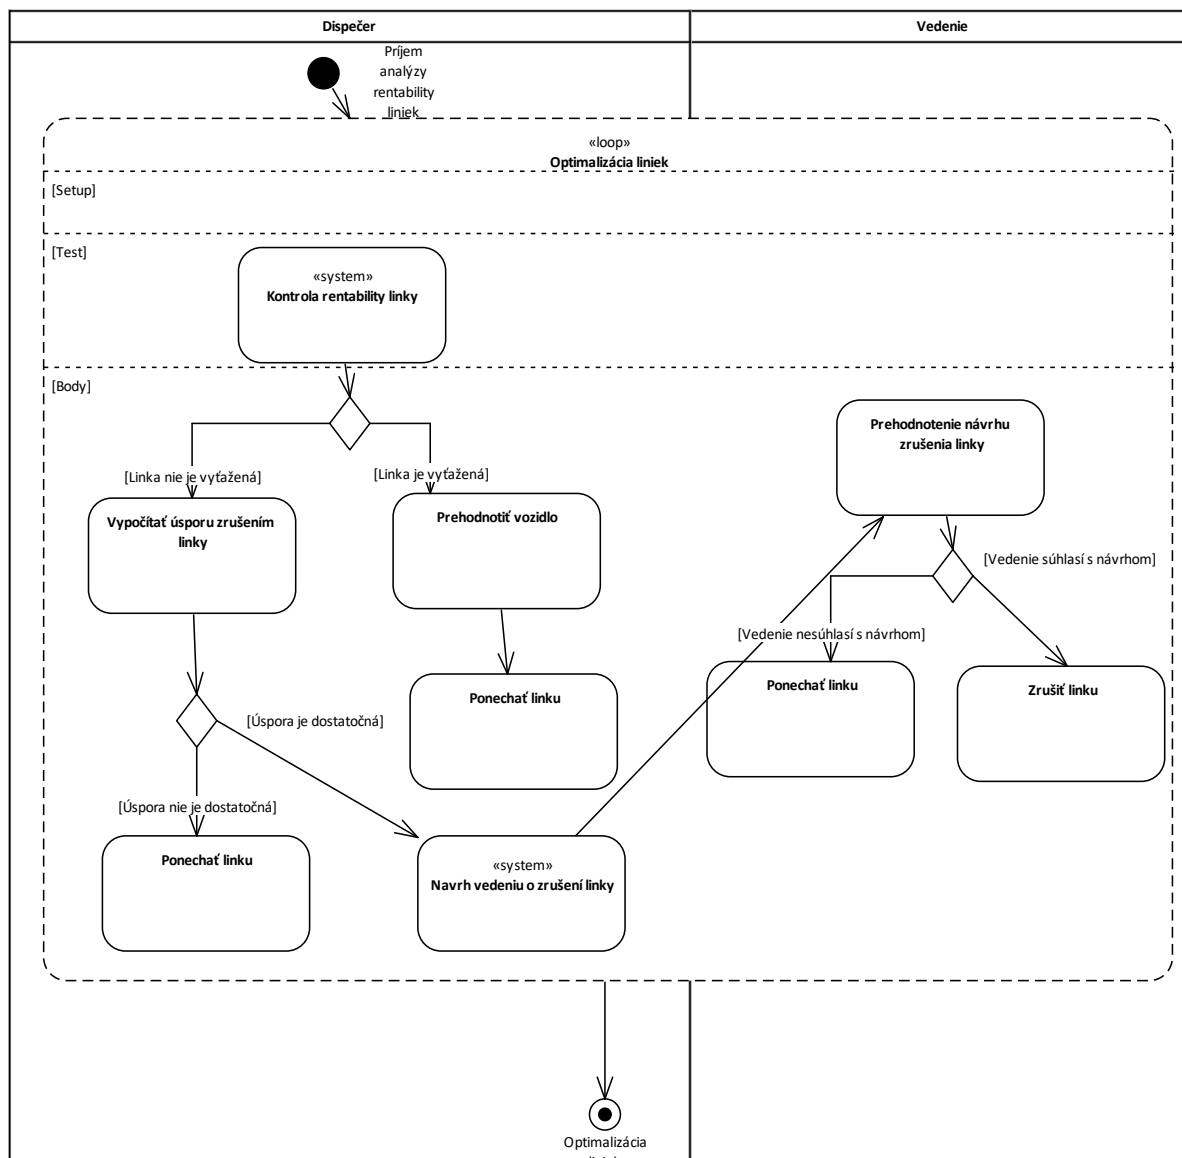 Dispečer
Vedenie
Príjem
analýzy
rentability
liniek
«loop»
Optimalizácia liniek
[Setup]
[Test]
«system»
Kontrola rentability linky
[Body]
Prehodnotenie návrhu
zrušenia linky
[Linka nie je vyťažená]
[Linka je vyťažená]
Vypočítať úsporu zrušením
linky
Prehodnotiť vozidlo
[Vedenie súhlasí s návrhom]
[Vedenie nesúhlasí s návrhom]
Ponechať linku
Ponechať linku
Zrušiť linku
[Úspora je dostatočná]
[Úspora nie je dostatočná]
Ponechať linku
«system»
Navrh vedeniu o zrušení linky
Optimalizácia